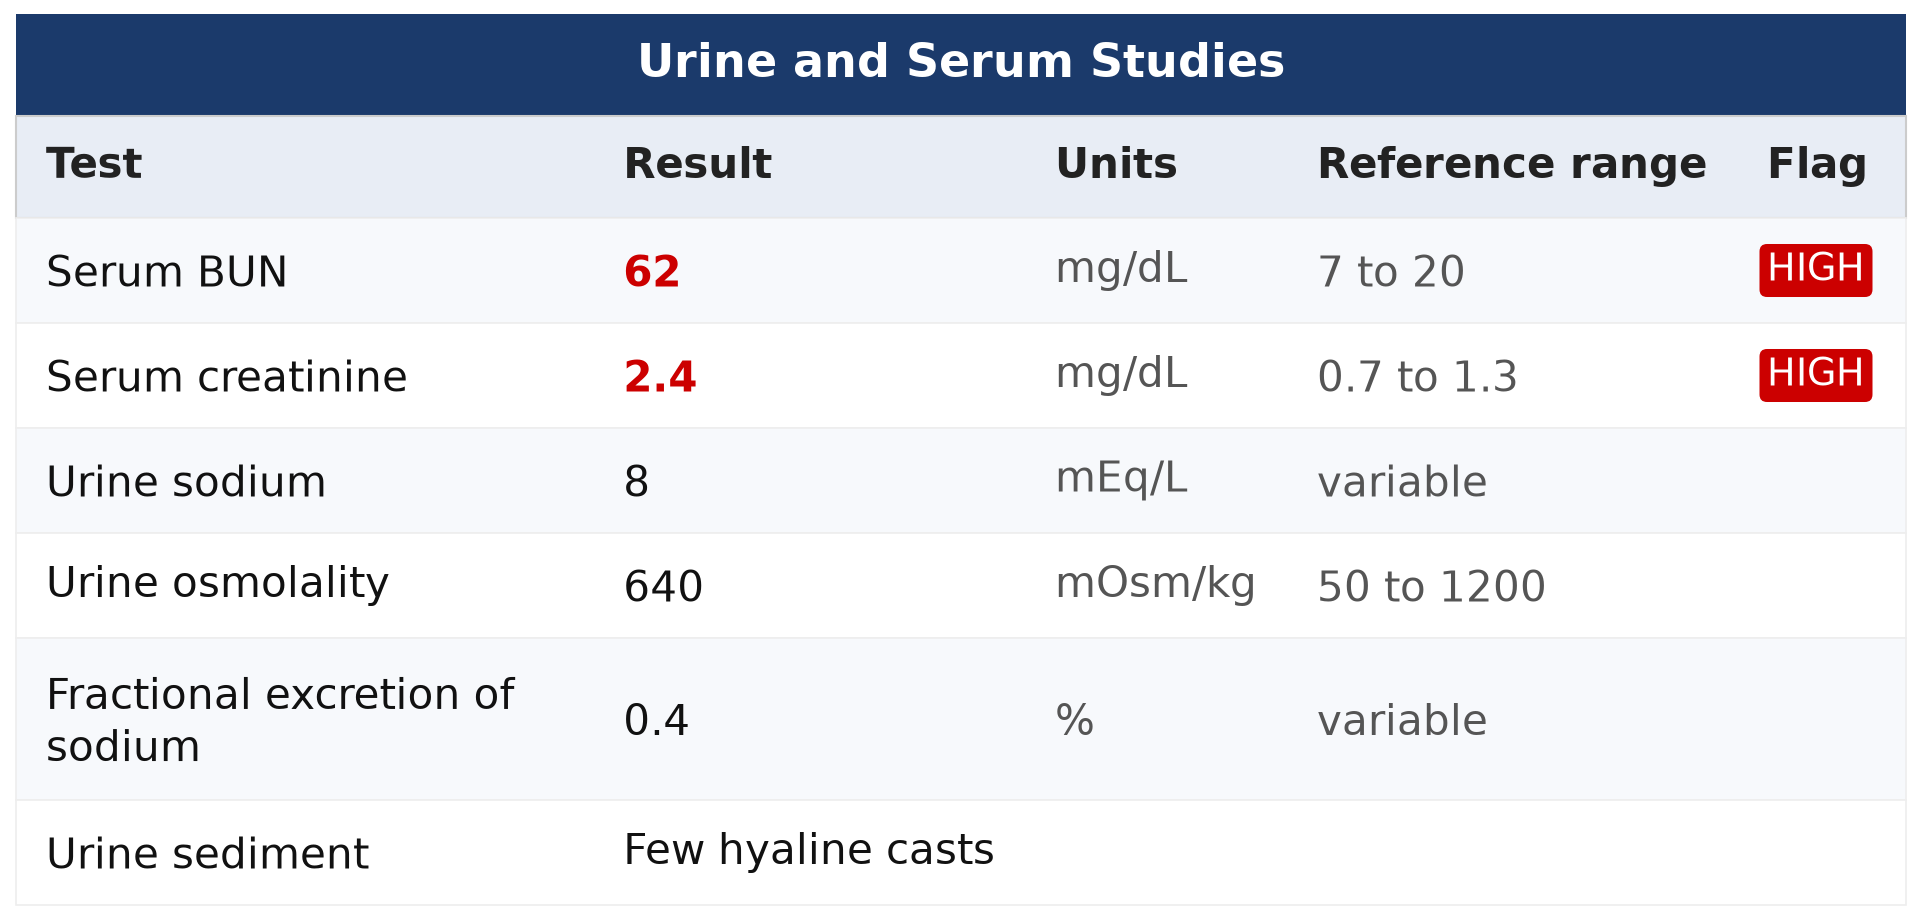 Urine and Serum Studies
Test Result Units Reference range Flag
Serum BUN 62 mg/dL 7 to 20 HIGH
Serum creatinine 2.4 mg/dL 0.7 to 1.3 HIGH
Urine sodium 8 mEq/L variable
Urine osmolality 640 mOsm/kg 50 to 1200
Fractional excretion of
sodium 0.4 % variable
Urine sediment Few hyaline casts